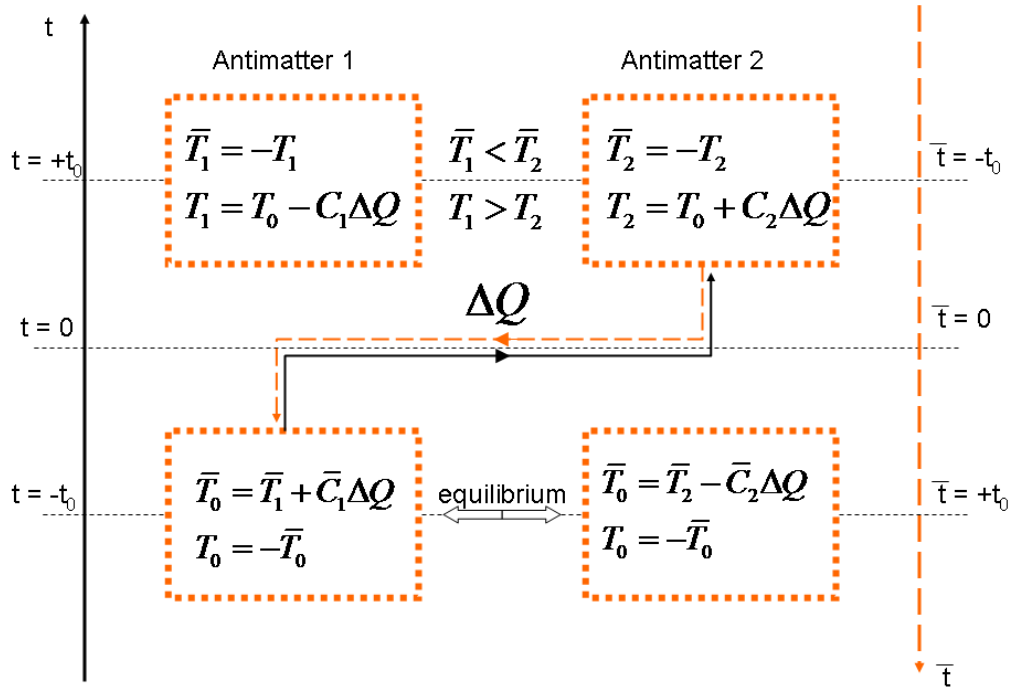 t
Antimatter 1
Antimatter 2
T̅₁ = -T₁
T₁ = T₀ - C₁ΔQ
T̅₁ < T̅₂
T₁ > T₂
T̅₂ = -T₂
T₂ = T₀ + C₂ΔQ
t = +t₀
t̅ = -t₀
ΔQ
t = 0
t̅ = 0
T̅₀ = T̅₁ + C̅₁ΔQ
T₀ = -T̅₀
equilibrium
T̅₀ = T̅₂ - C̅₂ΔQ
T₀ = -T̅₀
t = -t₀
t̅ = +t₀
t̅